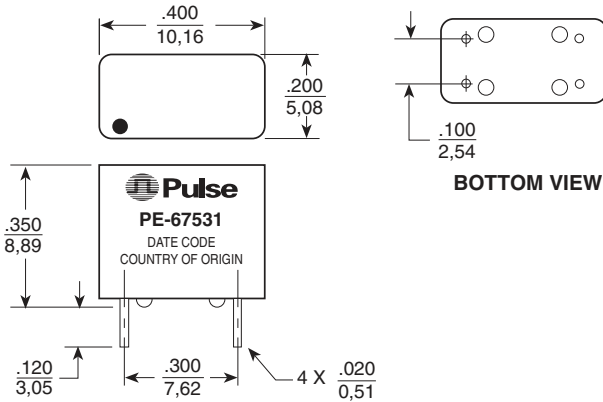 .400
10,16
.200
5,08
.100
2,54
BOTTOM VIEW
Pulse
PE-67531
DATE CODE
COUNTRY OF ORIGIN
.350
8,89
.120
3,05
.300
7,62
4 X .020
0,51